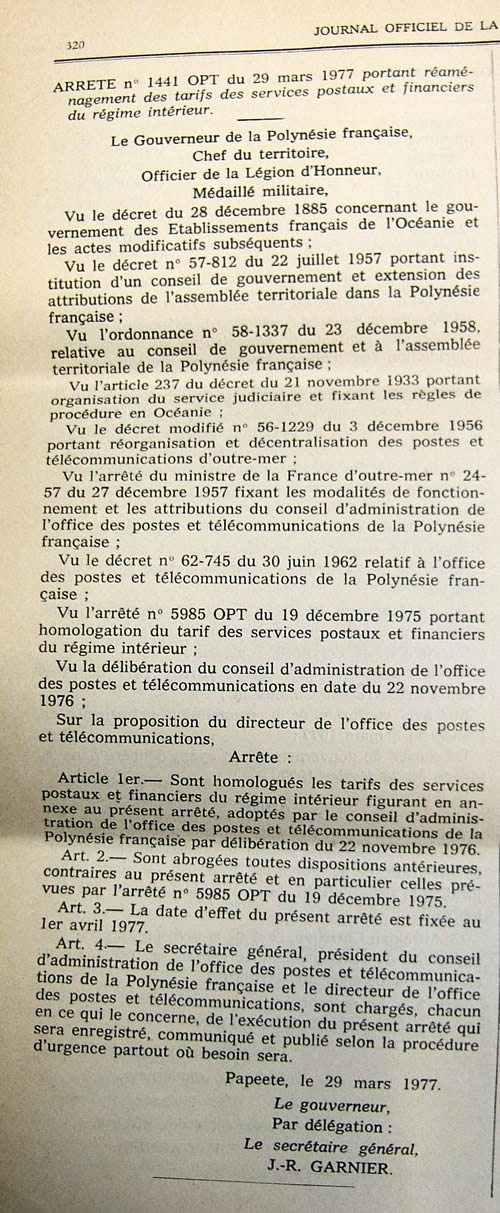 320
JOURNAL OFFICIEL DE LA
ARRETE n° 1441 OPT du 29 mars 1977 portant réamé-
nagement des tarifs des services postaux et financiers
du régime intérieur.
Le Gouverneur de la Polynésie française,
Chef du territoire,
Officier de la Légion d'Honneur,
Médaillé militaire,
Vu le décret du 28 décembre 1885 concernant le gou-
vernement des Etablissements français de l'Océanie et
les actes modificatifs subséquents ;
Vu le décret n° 57-812 du 22 juillet 1957 portant ins-
titution d'un conseil de gouvernement et extension des
attributions de l'assemblée territoriale dans la Polynésie
française ;
Vu l'ordonnance n° 58-1337 du 23 décembre 1958,
relative au conseil de gouvernement et à l'assemblée
territoriale de la Polynésie française ;
Vu l'article 237 du décret du 21 novembre 1933 portant
organisation du service judiciaire et fixant les règles de
procédure en Océanie ;
Vu le décret modifié n° 56-1229 du 3 décembre 1956
portant réorganisation et décentralisation des postes et
télécommunications d'outre-mer ;
Vu l'arrêté du ministre de la France d'outre-mer n° 24-
57 du 27 décembre 1957 fixant les modalités de fonction-
nement et les attributions du conseil d'administration de
l'office des postes et télécommunications de la Polynésie
française ;
Vu le décret n° 62-745 du 30 juin 1962 relatif à l'office
des postes et télécommunications de la Polynésie fran-
çaise ;
Vu l'arrêté n° 5985 OPT du 19 décembre 1975 portant
homologation du tarif des services postaux et financiers
du régime intérieur ;
Vu la délibération du conseil d'administration de l'office
des postes et télécommunications en date du 22 novembre
1976 ;
Sur la proposition du directeur de l'office des postes
et télécommunications,
Arrête :
Article 1er.— Sont homologués les tarifs des services
postaux et financiers du régime intérieur figurant en an-
nexe au présent arrêté, adoptés par le conseil d'adminis-
tration de l'office des postes et télécommunications de la
Polynésie française par délibération du 22 novembre 1976.
Art. 2.— Sont abrogées toutes dispositions antérieures,
contraires au présent arrêté et en particulier celles pré-
vues par l'arrêté n° 5985 OPT du 19 décembre 1975.
Art. 3.— La date d'effet du présent arrêté est fixée au
1er avril 1977.
Art. 4.— Le secrétaire général, président du conseil
d'administration de l'office des postes et télécommunica-
tions de la Polynésie française et le directeur de l'office
des postes et télécommunications, sont chargés, chacun
en ce qui le concerne, de l'exécution du présent arrêté qui
sera enregistré, communiqué et publié selon la procédure
d'urgence partout où besoin sera.
Papeete, le 29 mars 1977.
Le gouverneur,
Par délégation :
Le secrétaire général,
J.-R. GARNIER.